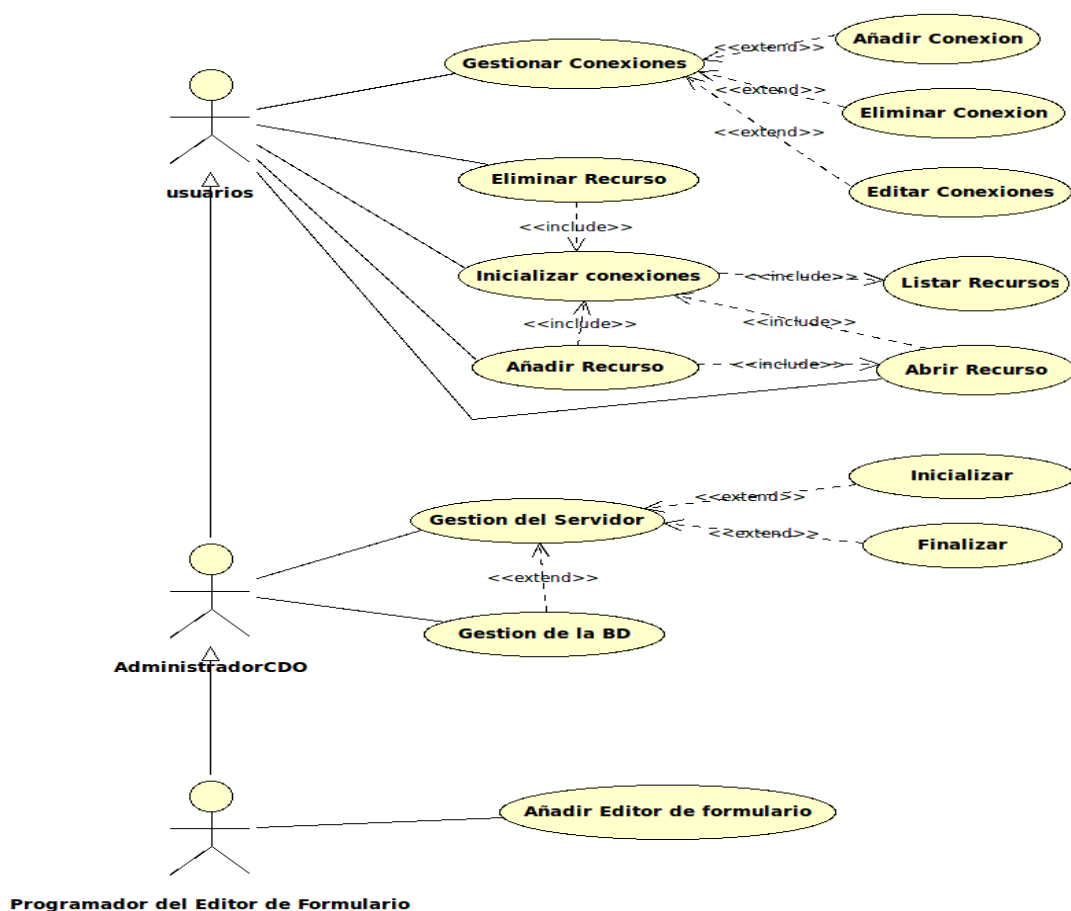 Añadir Conexion
<<extend>>
Gestionar Conexiones
<<extend>>
Eliminar Conexion
<<extend>>
Eliminar Recurso
Editar Conexiones
usuarios
<<include>>
Inicializar conexiones
<<include>>
Listar Recursos
<<include>>
<<include>>
Añadir Recurso
<<include>>
Abrir Recurso
Inicializar
<<extend>>
Gestion del Servidor
<<extend>>
Finalizar
<<extend>>
Gestion de la BD
AdministradorCDO
Añadir Editor de formulario
Programador del Editor de Formulario